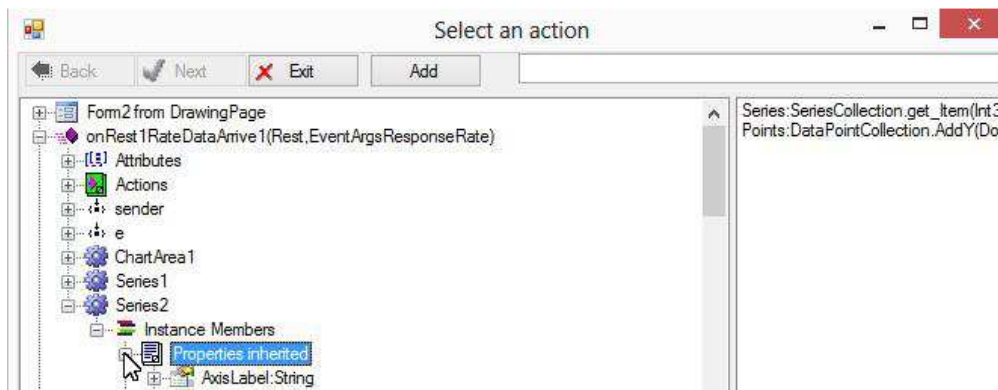 Select an action
Back Next Exit Add
Form2 from DrawingPage
onRest1RateDataArrive1(Rest,EventArgsResponseRate)
Attributes
Actions
sender
e
ChartArea1
Series1
Series2
Instance Members
Properties inherited
AxisLabel:String
Series:SeriesCollection.get_Item(Int3
Points:DataPointCollection.AddY(Do